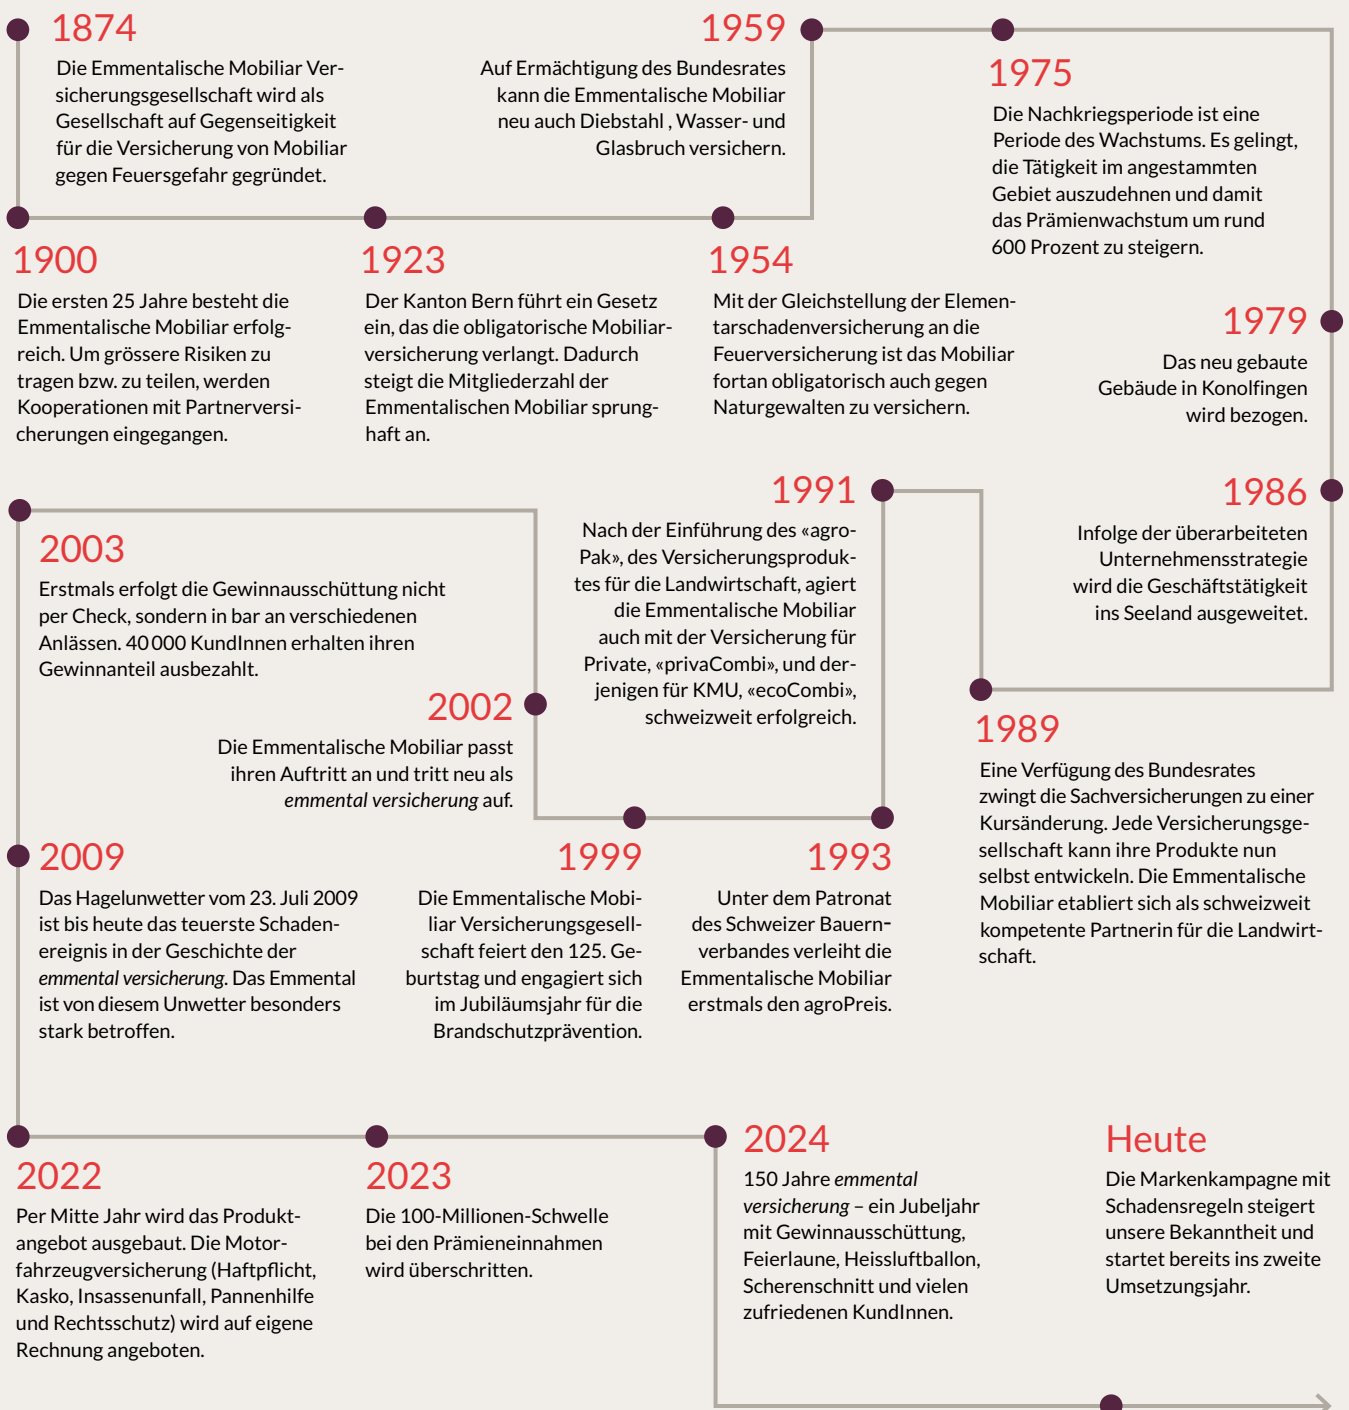 1874
Die Emmentalische Mobiliar Ver-
sicherungsgesellschaft wird als
Gesellschaft auf Gegenseitigkeit
für die Versicherung von Mobiliar
gegen Feuersgefahr gegründet.
1900
Die ersten 25 Jahre besteht die
Emmentalische Mobiliar erfolg-
reich. Um grössere Risiken zu
tragen bzw. zu teilen, werden
Kooperationen mit Partnerversi-
cherungen eingegangen.
1923
Der Kanton Bern führt ein Gesetz
ein, das die obligatorische Mobiliar-
versicherung verlangt. Dadurch
steigt die Mitgliederzahl der
Emmentalischen Mobiliar sprung-
haft an.
1954
Mit der Gleichstellung der Elemen-
tarschadenversicherung an die
Feuerversicherung ist das Mobiliar
fortan obligatorisch auch gegen
Naturgewalten zu versichern.
1959
Auf Ermächtigung des Bundesrates
kann die Emmentalische Mobiliar
neu auch Diebstahl , Wasser- und
Glasbruch versichern.
1975
Die Nachkriegsperiode ist eine
Periode des Wachstums. Es gelingt,
die Tätigkeit im angestammten
Gebiet auszudehnen und damit
das Prämienwachstum um rund
600 Prozent zu steigern.
1979
Das neu gebaute
Gebäude in Konolfingen
wird bezogen.
1986
Infolge der überarbeiteten
Unternehmensstrategie
wird die Geschäftstätigkeit
ins Seeland ausgeweitet.
1989
Eine Verfügung des Bundesrates
zwingt die Sachversicherungen zu einer
Kursänderung. Jede Versicherungsge-
sellschaft kann ihre Produkte nun
selbst entwickeln. Die Emmentalische
Mobiliar etabliert sich als schweizweit
kompetente Partnerin für die Landwirt-
schaft.
1991
Nach der Einführung des «agro-
Pak», des Versicherungsproduk-
tes für die Landwirtschaft, agiert
die Emmentalische Mobiliar
auch mit der Versicherung für
Private, «privaCombi», und der-
jenigen für KMU, «ecoCombi»,
schweizweit erfolgreich.
1993
Unter dem Patronat
des Schweizer Bauern-
verbandes verleiht die
Emmentalische Mobiliar
erstmals den agroPreis.
1999
Die Emmentalische Mobi-
liar Versicherungsgesell-
schaft feiert den 125. Ge-
burtstag und engagiert sich
im Jubiläumsjahr für die
Brandschutzprävention.
2002
Die Emmentalische Mobiliar passt
ihren Auftritt an und tritt neu als
emmental versicherung auf.
2003
Erstmals erfolgt die Gewinnausschüttung nicht
per Check, sondern in bar an verschiedenen
Anlässen. 40 000 KundInnen erhalten ihren
Gewinnanteil ausbezahlt.
2009
Das Hagelunwetter vom 23. Juli 2009
ist bis heute das teuerste Schaden-
ereignis in der Geschichte der
emmental versicherung. Das Emmental
ist von diesem Unwetter besonders
stark betroffen.
2022
Per Mitte Jahr wird das Produkt-
angebot ausgebaut. Die Motor-
fahrzeugversicherung (Haftpflicht,
Kasko, Insassenunfall, Pannenhilfe
und Rechtsschutz) wird auf eigene
Rechnung angeboten.
2023
Die 100-Millionen-Schwelle
bei den Prämieneinnahmen
wird überschritten.
2024
150 Jahre emmental
versicherung – ein Jubeljahr
mit Gewinnausschüttung,
Feierlaune, Heissluftballon,
Scherenschnitt und vielen
zufriedenen KundInnen.
Heute
Die Markenkampagne mit
Schadensregeln steigert
unsere Bekanntheit und
startet bereits ins zweite
Umsetzungsjahr.